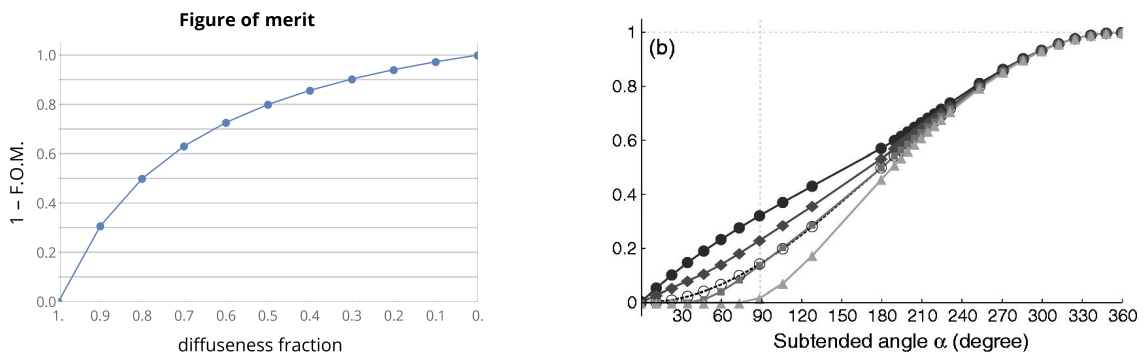 Figure of merit
1.0
0.8
0.6
0.4
0.2
0.0
1 – F.O.M.
1. 0.9 0.8 0.7 0.6 0.5 0.4 0.3 0.2 0.1 0.
diffuseness fraction
(b)
1
0.8
0.6
0.4
0.2
0
30 60 90 120 150 180 210 240 270 300 330 360
Subtended angle α (degree)